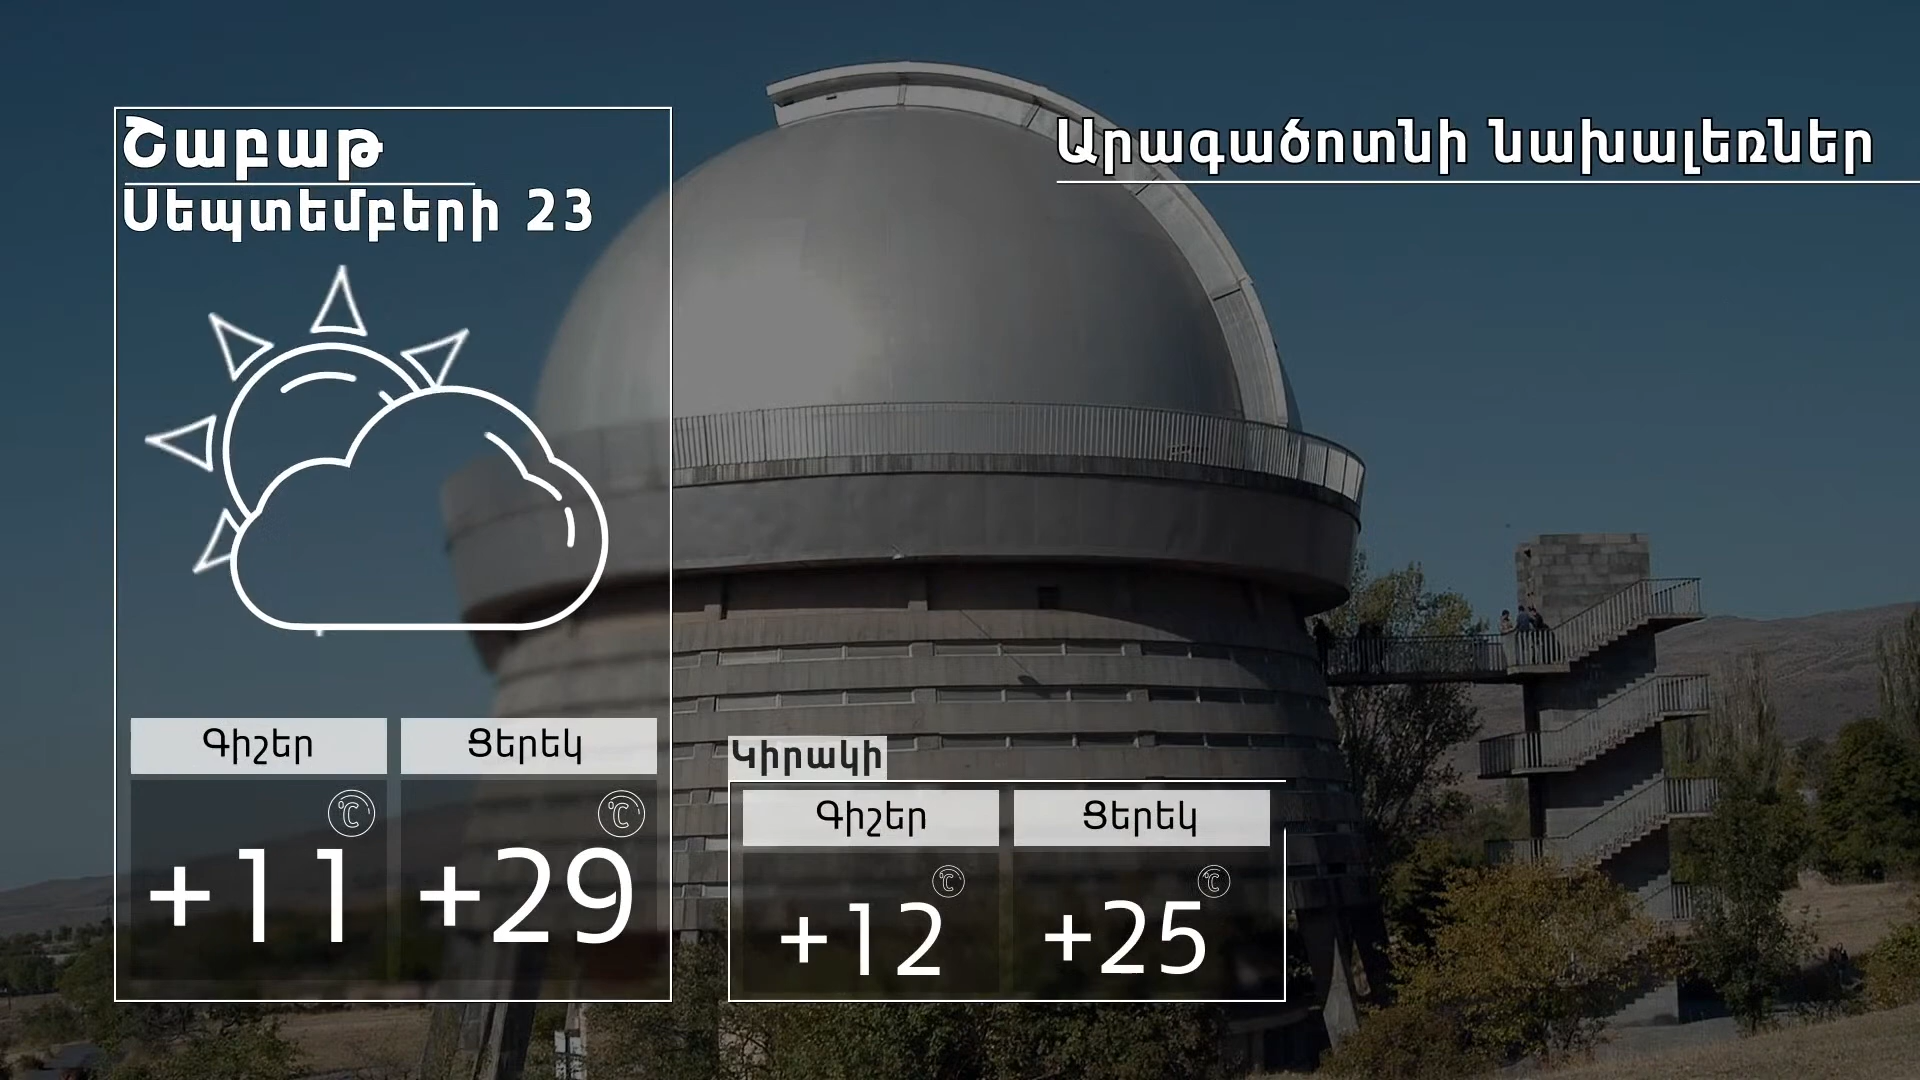 Շաբաթ
Սեպտեմբերի 23
Արագածոտնի նախալեռներ
Գիշեր Ցերեկ
°C °C
+11 +29
Կիրակի
Գիշեր Ցերեկ
°C °C
+12 +25